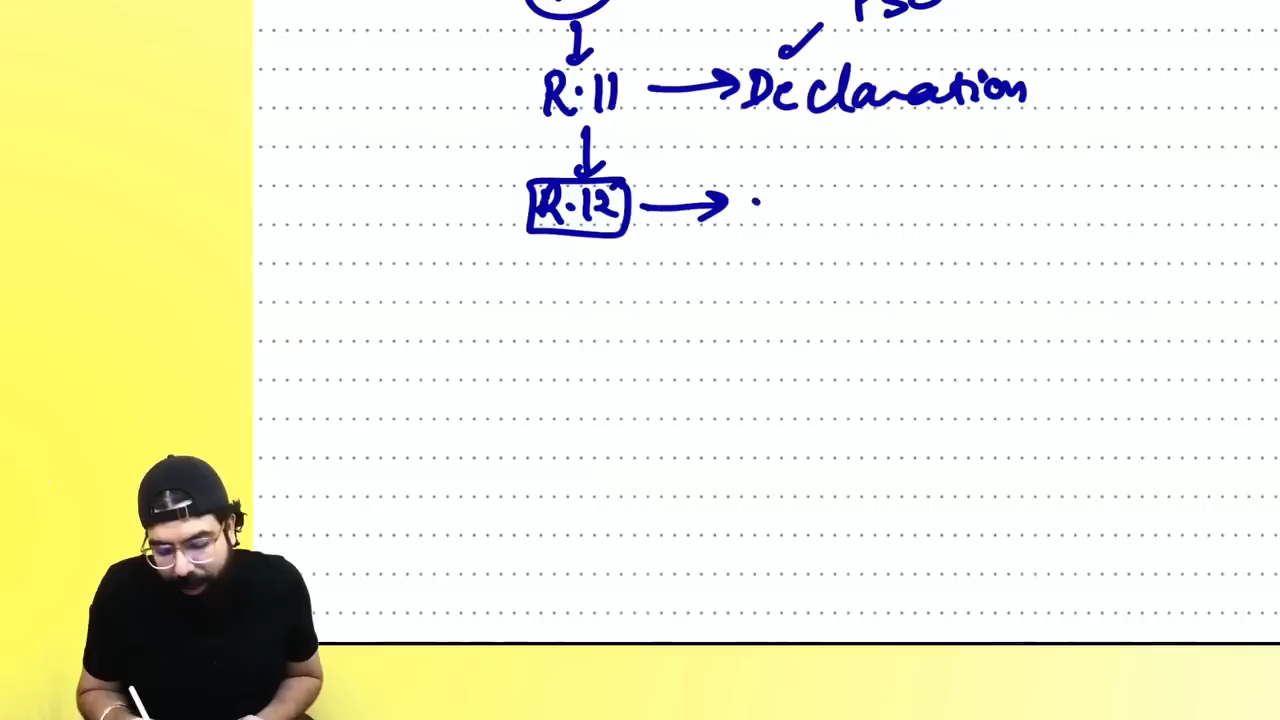 R.11 → Declaration
R.12 →